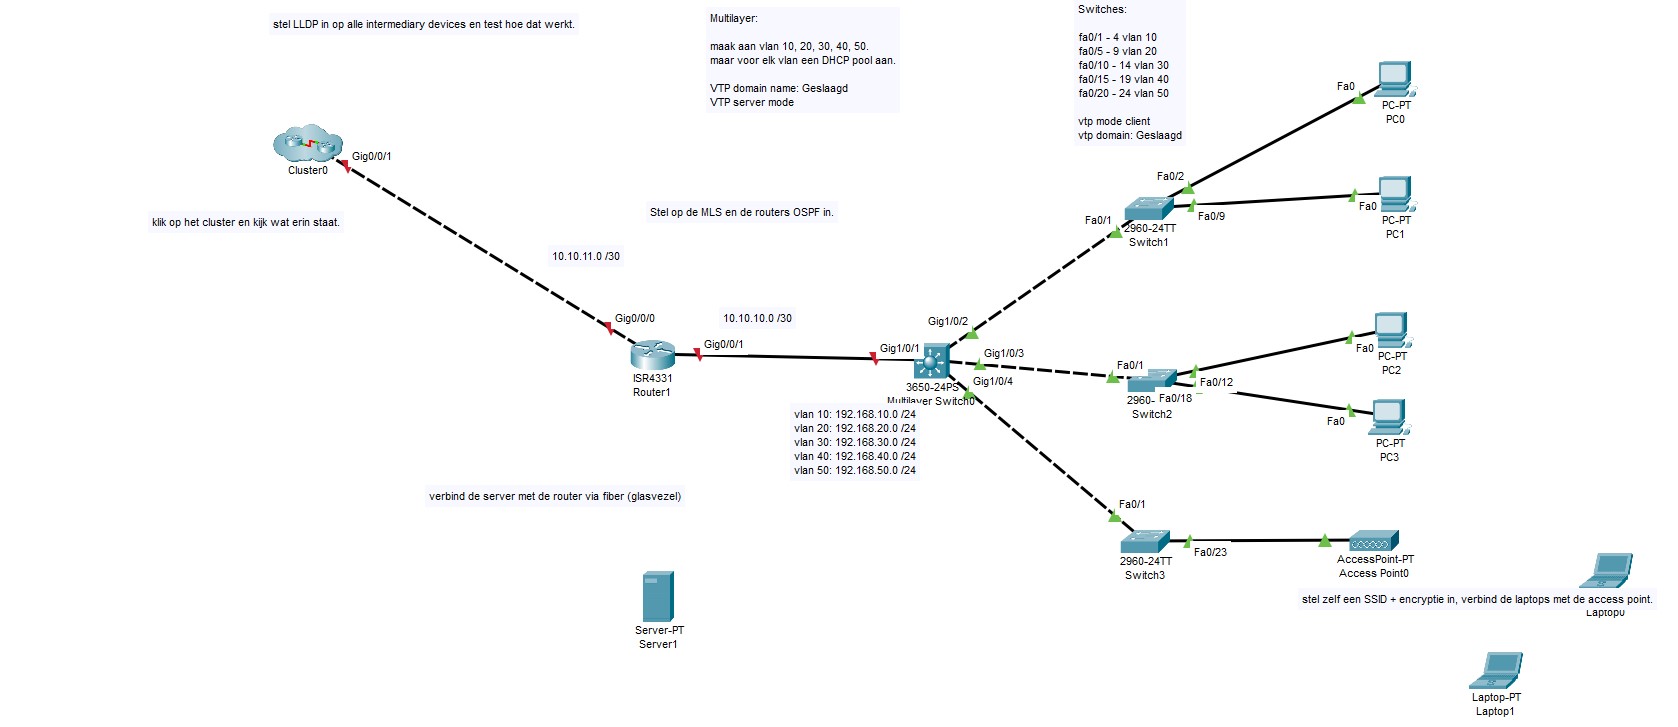 stel LLDP in op alle intermediary devices en test hoe dat werkt.
Multilayer:
maak aan vlan 10, 20, 30, 40, 50.
maar voor elk vlan een DHCP pool aan.
VTP domain name: Geslaagd
VTP server mode
Switches:
fa0/1 - 4 vlan 10
fa0/5 - 9 vlan 20
fa0/10 - 14 vlan 30
fa0/15 - 19 vlan 40
fa0/20 - 24 vlan 50
vtp mode client
vtp domain: Geslaagd
Fa0
PC-PT
PC0
Gig0/0/1
Cluster0
klik op het cluster en kijk wat erin staat.
Stel op de MLS en de routers OSPF in.
Fa0/2
Fa0/1
Fa0/9
2960-24TT
Switch1
Fa0
PC-PT
PC1
10.10.11.0 /30
Gig0/0/0
10.10.10.0 /30
Gig0/0/1
ISR4331
Router1
Gig1/0/1
Gig1/0/2
Gig1/0/3
Gig1/0/4
3650-24PS
Multilayer Switch0
vlan 10: 192.168.10.0 /24
vlan 20: 192.168.20.0 /24
vlan 30: 192.168.30.0 /24
vlan 40: 192.168.40.0 /24
vlan 50: 192.168.50.0 /24
Fa0/1
Fa0/12
2960-
Fa0/18
Switch2
Fa0
PC-PT
PC2
Fa0
PC-PT
PC3
verbind de server met de router via fiber (glasvezel)
Server-PT
Server1
Fa0/1
Fa0/23
2960-24TT
Switch3
AccessPoint-PT
Access Point0
stel zelf een SSID + encryptie in, verbind de laptops met de access point.
Laptop0
Laptop-PT
Laptop1